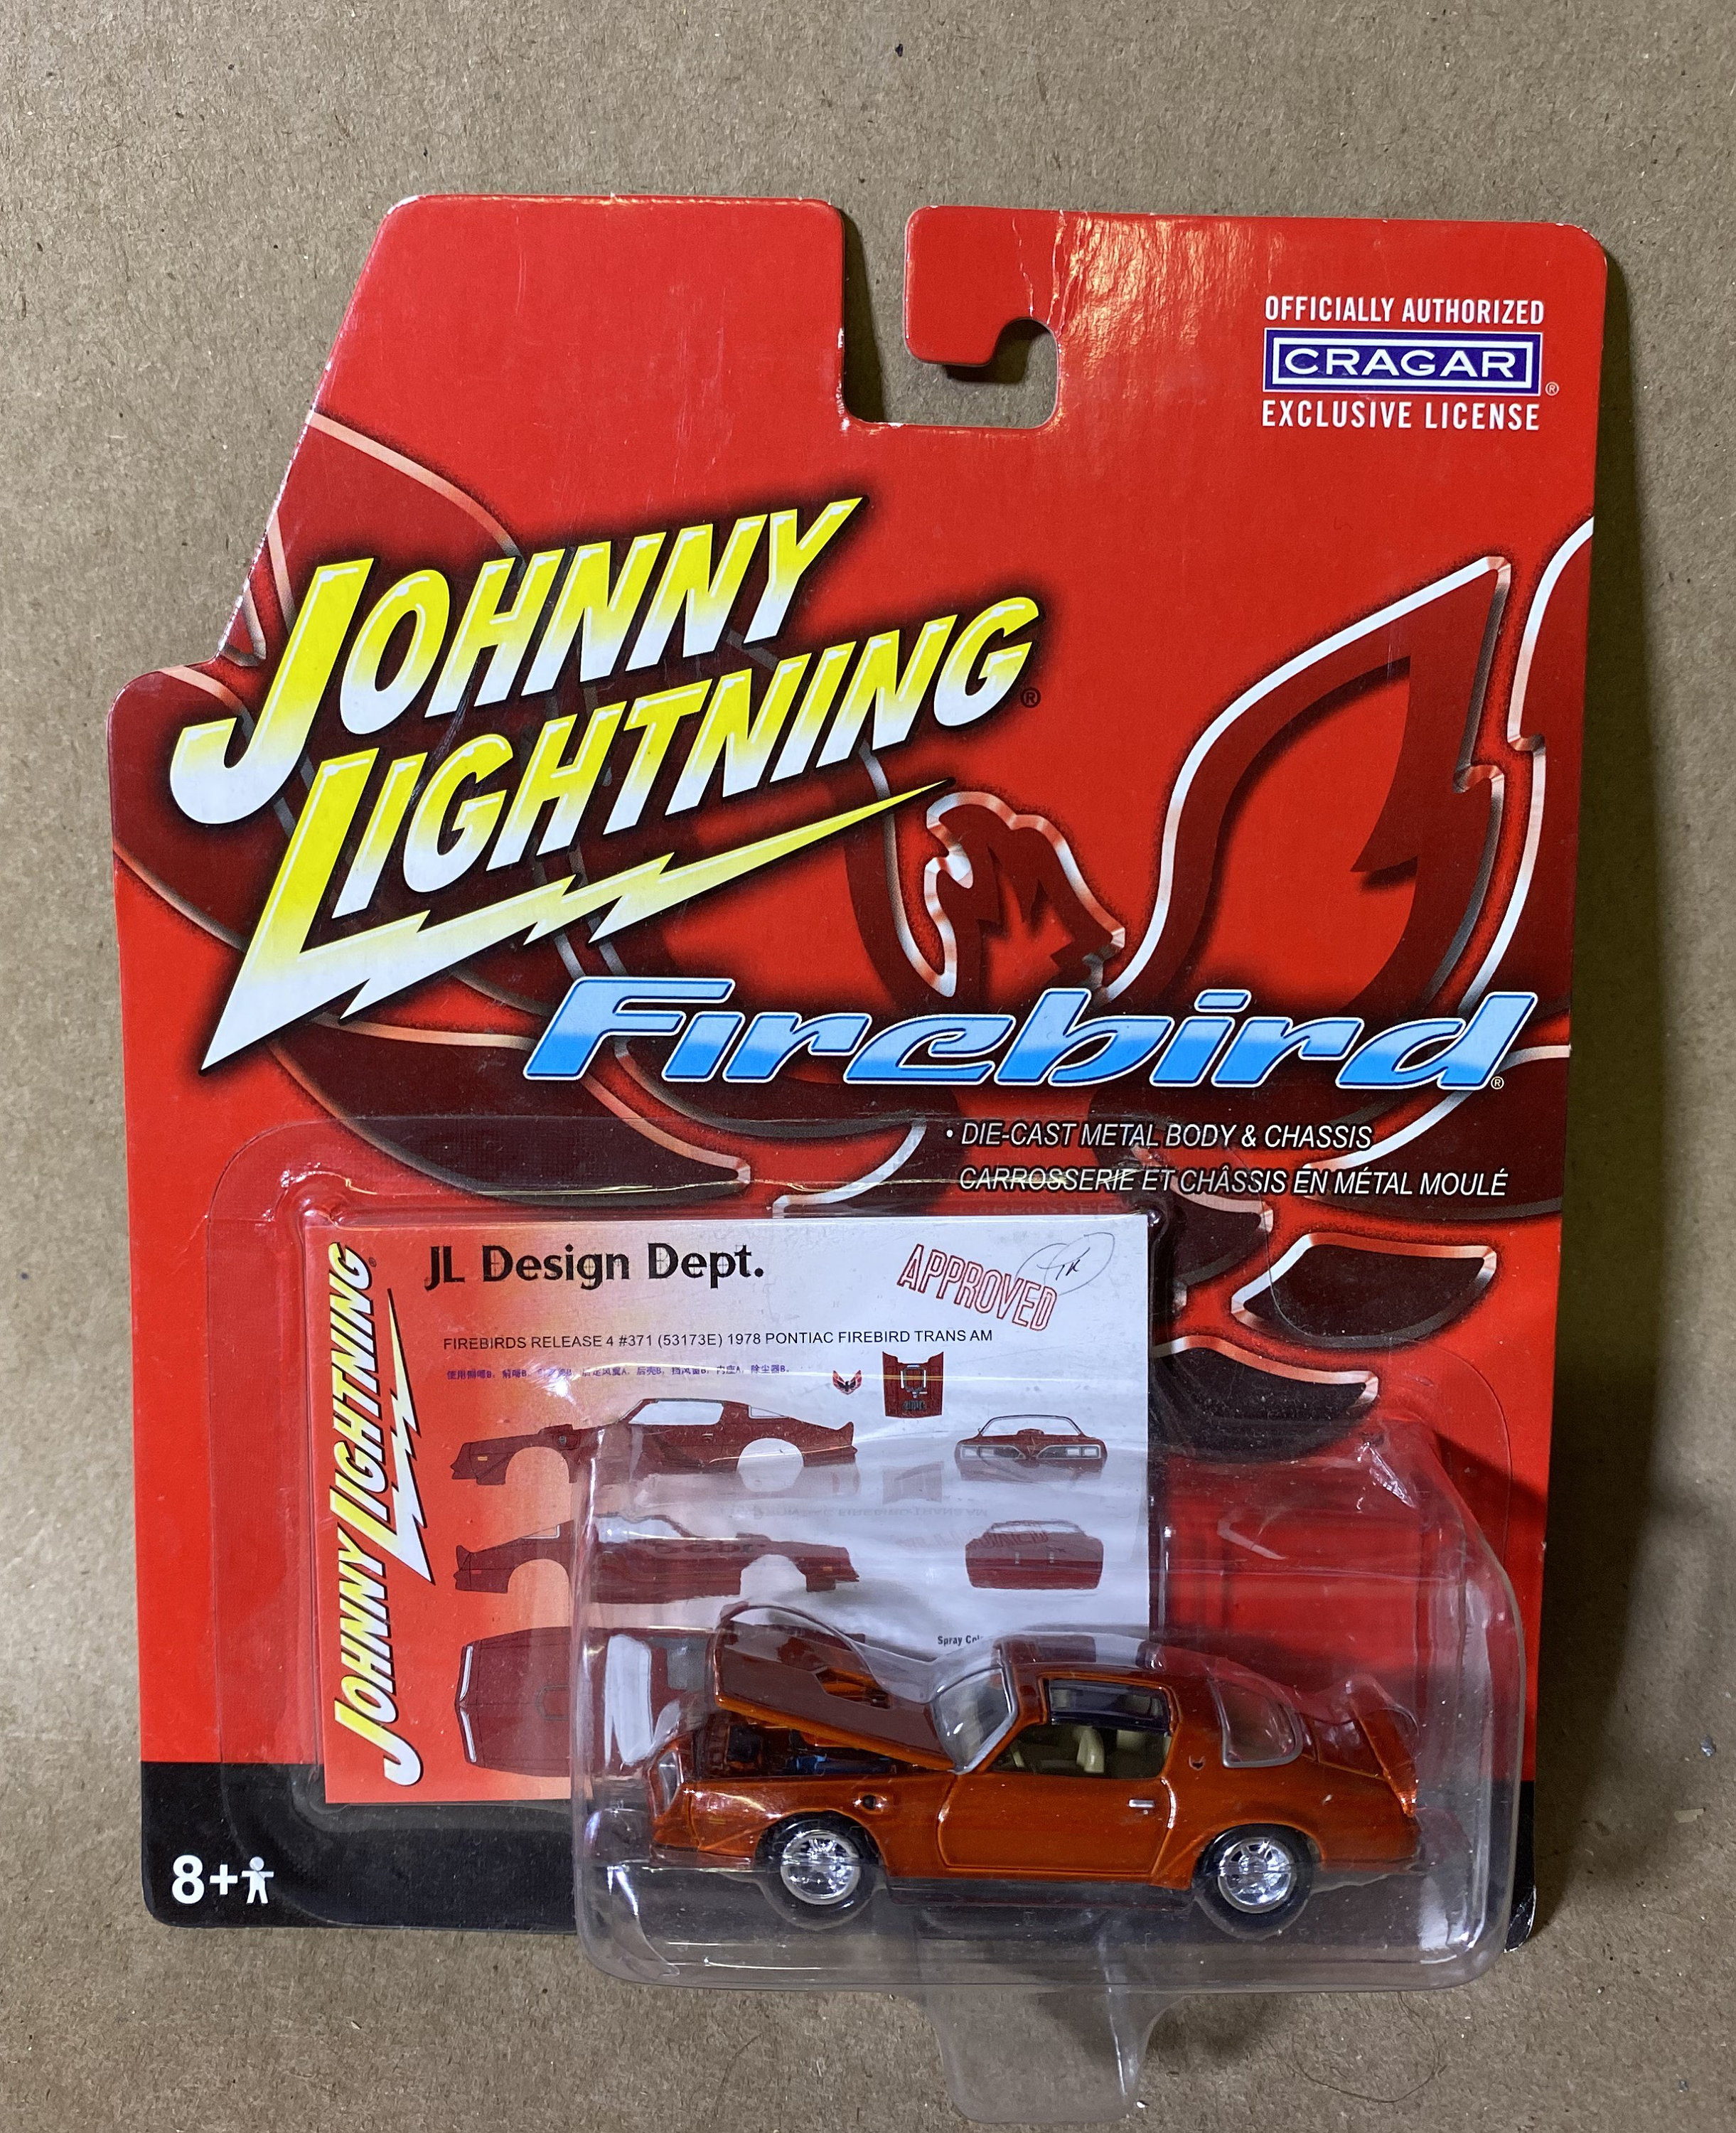 OFFICIALLY AUTHORIZED
CRAGAR®
EXCLUSIVE LICENSE
JOHNNY
LIGHTNING®
Firebird®
• DIE-CAST METAL BODY & CHASSIS
CARROSSERIE ET CHÂSSIS EN MÉTAL MOULÉ
JOHNNY LIGHTNING®
JL Design Dept.
APPROVED
FIREBIRDS RELEASE 4 #371 (53173E) 1978 PONTIAC FIREBIRD TRANS AM
Spray
8+